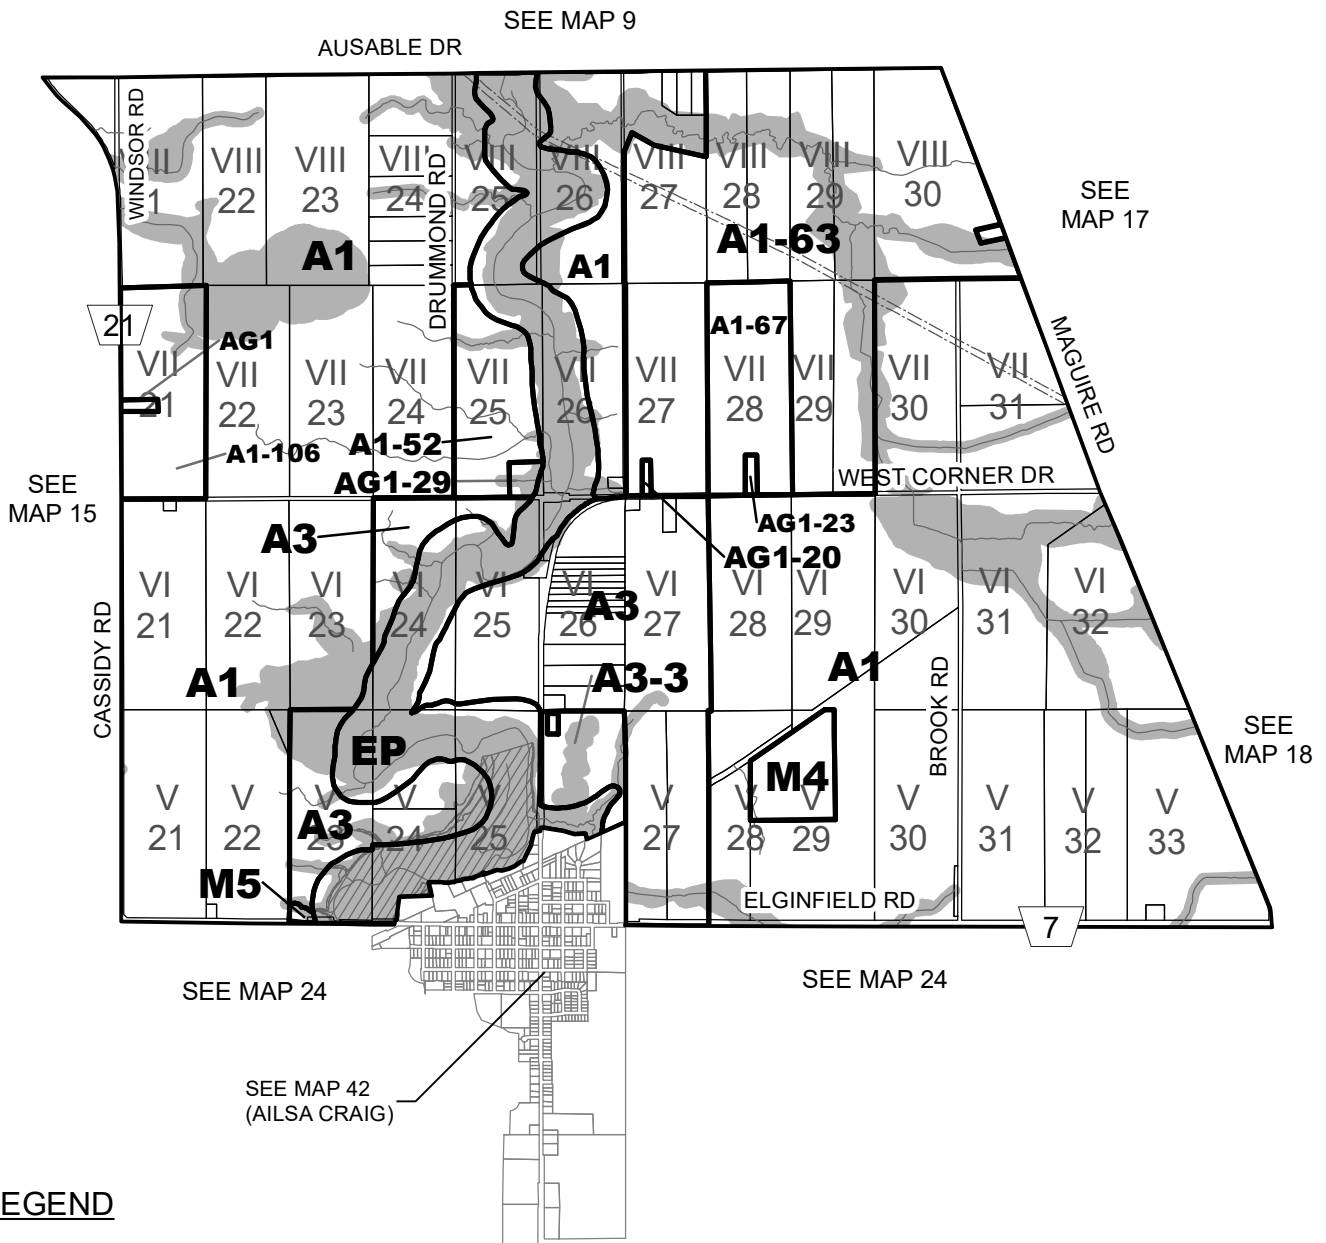 SEE MAP 9
AUSABLE DR
WINDSOR RD
DRUMMOND RD
VIII
22
VIII
23
24
VIII
25
VIII
26
VIII
27
VIII
28
VIII
29
VIII
30
SEE
MAP 17
A1
A1
A1-63
21
AG1
A1-67
MAGUIRE RD
VII
21
VII
22
VII
23
VII
24
VII
25
VII
26
VII
27
VII
28
VII
29
VII
30
VII
31
A1-106
A1-52
AG1-29
WEST CORNER DR
SEE
MAP 15
A3
AG1-23
AG1-20
CASSIDY RD
VI
21
VI
22
VI
23
VI
24
VI
25
VI
26
VI
27
VI
28
VI
29
VI
30
VI
31
VI
32
A3
A1
A3-3
A1
BROOK RD
SEE
MAP 18
EP
M4
V
21
V
22
V
23
V
24
V
25
V
27
V
28
V
29
V
30
V
31
V
32
V
33
A3
M5
ELGINFIELD RD
7
SEE MAP 24
SEE MAP 24
SEE MAP 42
(AILSA CRAIG)
EGEND